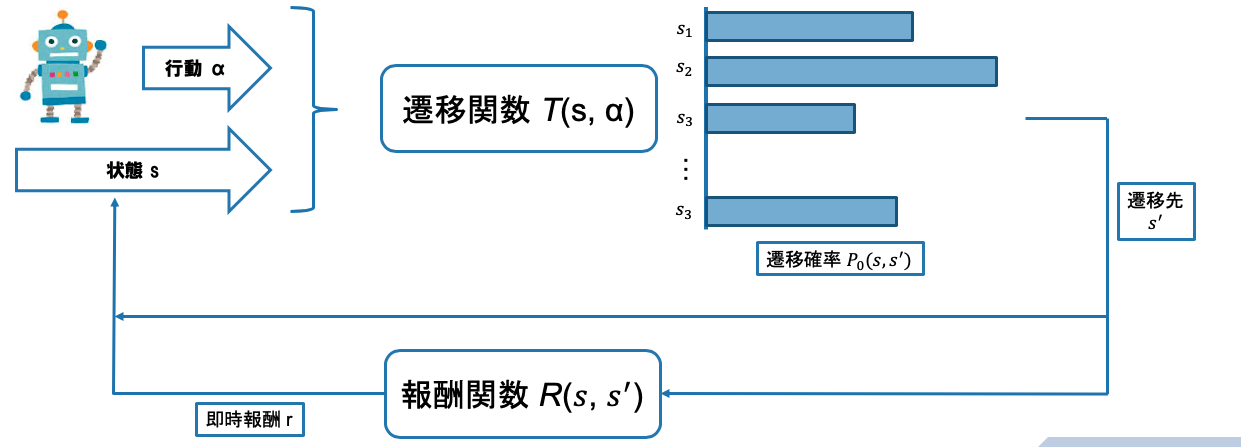 行動 α
状態 s
遷移関数 T(s, α)
s₁
s₂
s₃
⋮
s₃
遷移確率 P₀(s, s′)
遷移先
s′
報酬関数 R(s, s′)
即時報酬 r